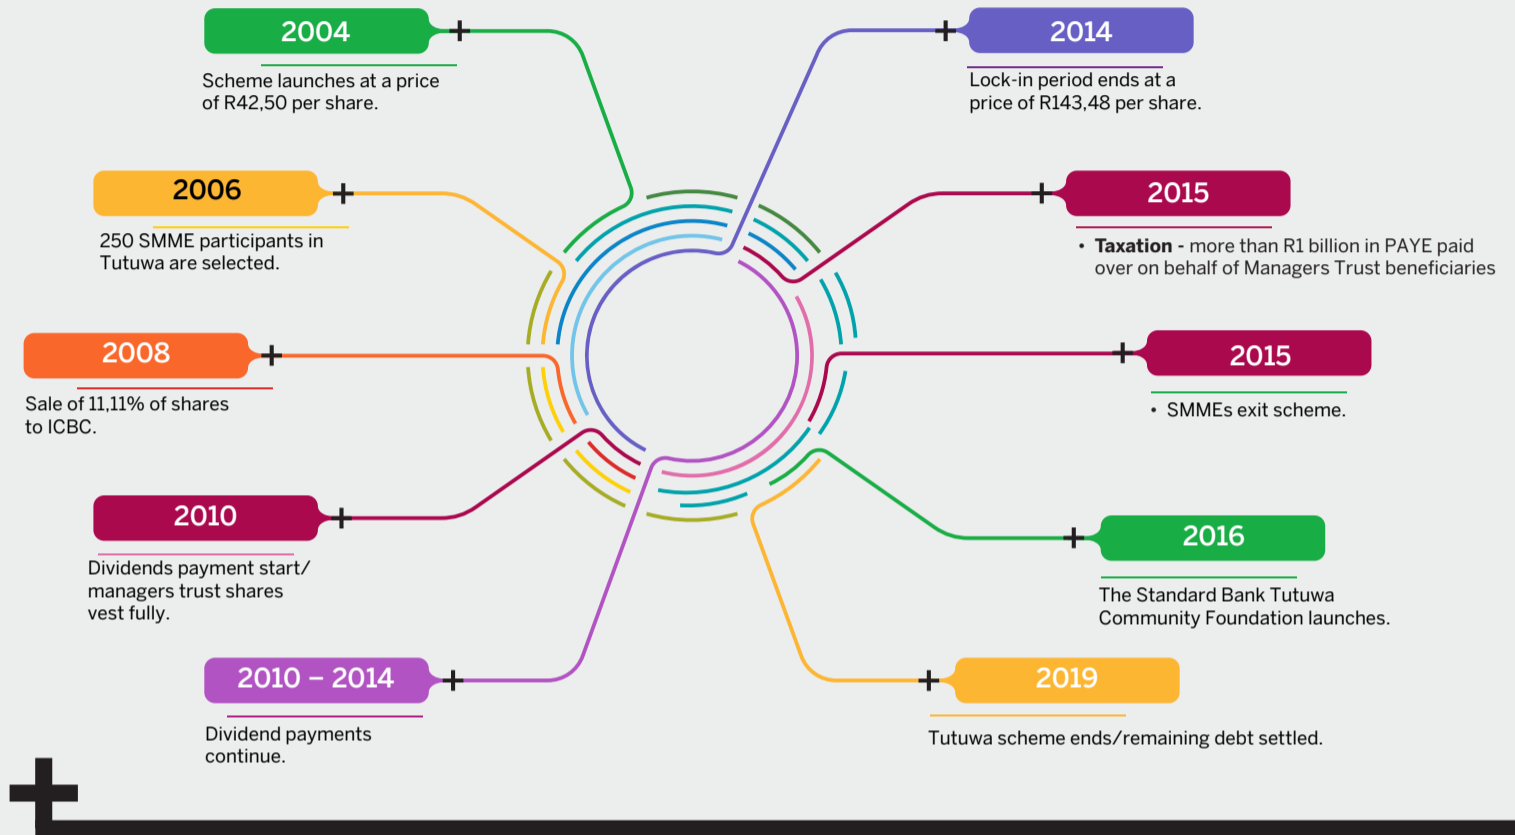 2004
Scheme launches at a price
of R42,50 per share.
2006
250 SMME participants in
Tutuwa are selected.
2008
Sale of 11,11% of shares
to ICBC.
2010
Dividends payment start/
managers trust shares
vest fully.
2010 – 2014
Dividend payments
continue.
2014
Lock-in period ends at a
price of R143,48 per share.
2015
• Taxation - more than R1 billion in PAYE paid
over on behalf of Managers Trust beneficiaries
2015
• SMMEs exit scheme.
2016
The Standard Bank Tutuwa
Community Foundation launches.
2019
Tutuwa scheme ends/remaining debt settled.